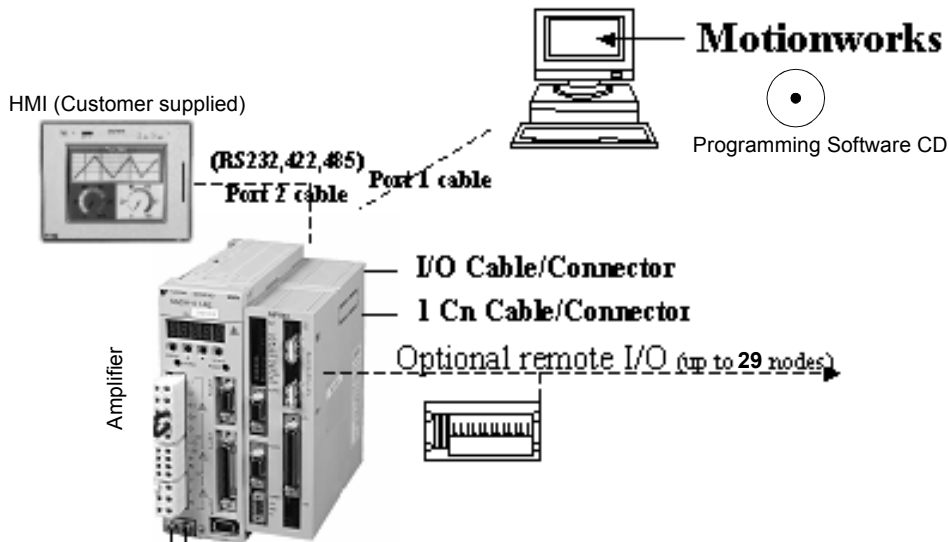 Motionworks
Programming Software CD
HMI (Customer supplied)
(RS232,422,485)
Port 2 cable
Port 1 cable
I/O Cable/Connector
1 Cn Cable/Connector
Optional remote I/O (up to 29 nodes)
Amplifier